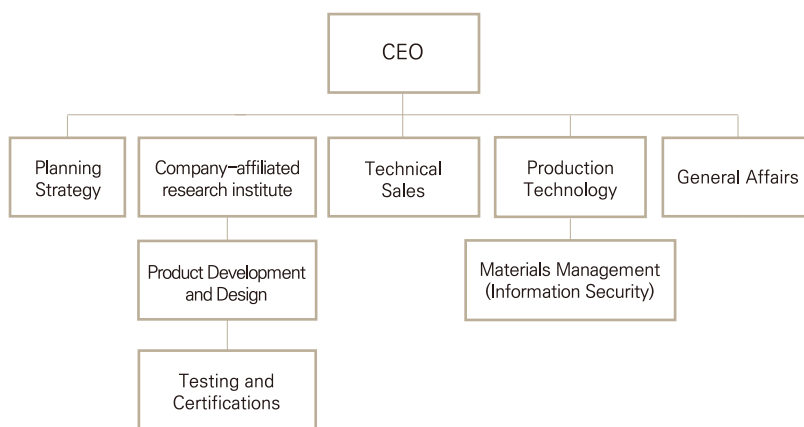 CEO
Planning
Strategy
Company-affiliated
research institute
Technical
Sales
Production
Technology
General Affairs
Product Development
and Design
Materials Management
(Information Security)
Testing and
Certifications